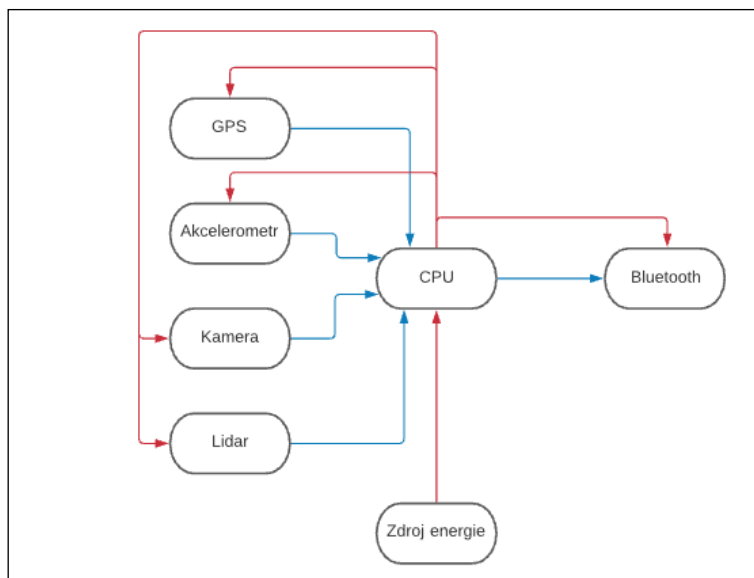 GPS
Akcelerometr
CPU
Bluetooth
Kamera
Lidar
Zdroj energie